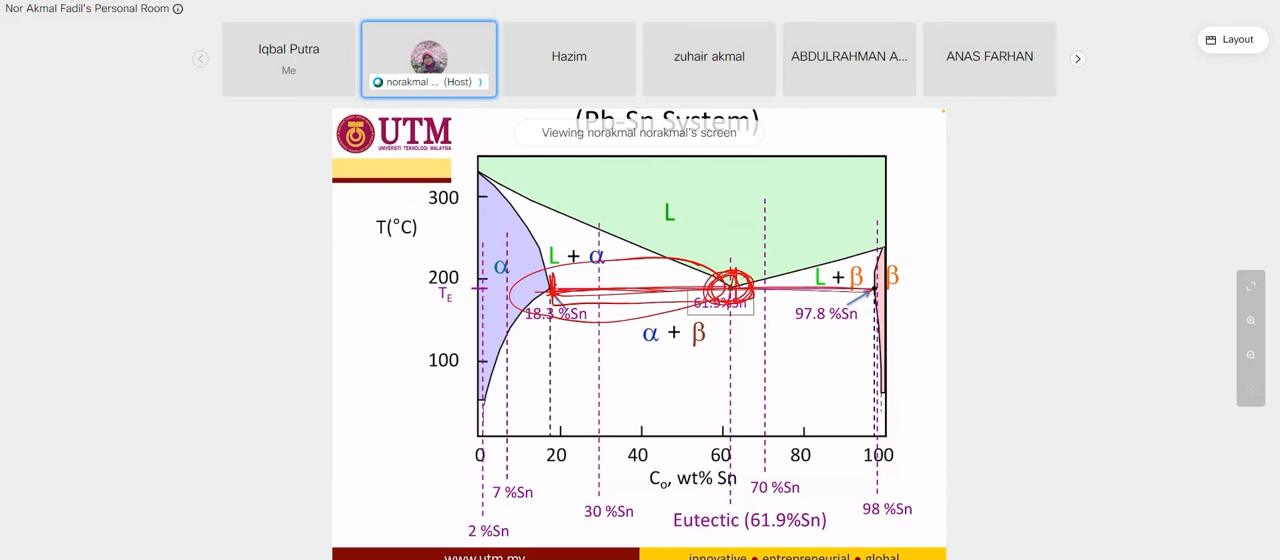 Nor Akmal Fadil's Personal Room
Layout
Iqbal Putra
Me
norakmal ... (Host)
Hazim
zuhair akmal
ABDULRAHMAN A...
ANAS FARHAN
UTM
UNIVERSITI TEKNOLOGI MALAYSIA
(Pb-Sn System)
Viewing norakmal norakmal's screen
300
T(°C)
L
L + α
α
200
L + β
β
TE
61.9%Sn
18.3 %Sn
97.8 %Sn
α + β
100
0 20 40 60 80 100
Co, wt% Sn
7 %Sn
70 %Sn
30 %Sn
98 %Sn
Eutectic (61.9%Sn)
2 %Sn
www.utm.my
innovative ● entrepreneurial ● global